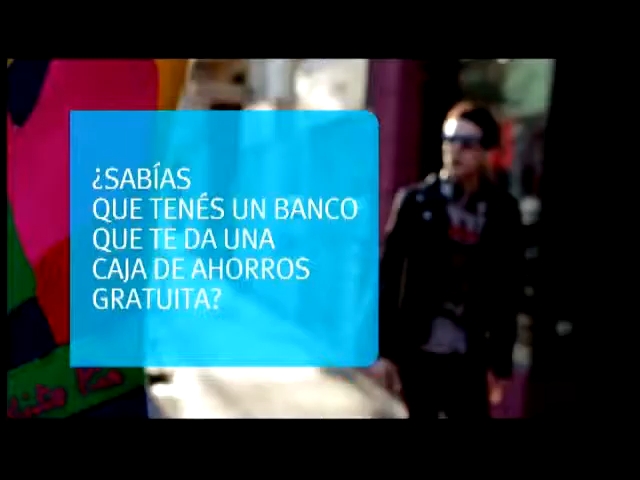 ¿SABÍAS
QUE TENÉS UN BANCO
QUE TE DA UNA
CAJA DE AHORROS
GRATUITA?